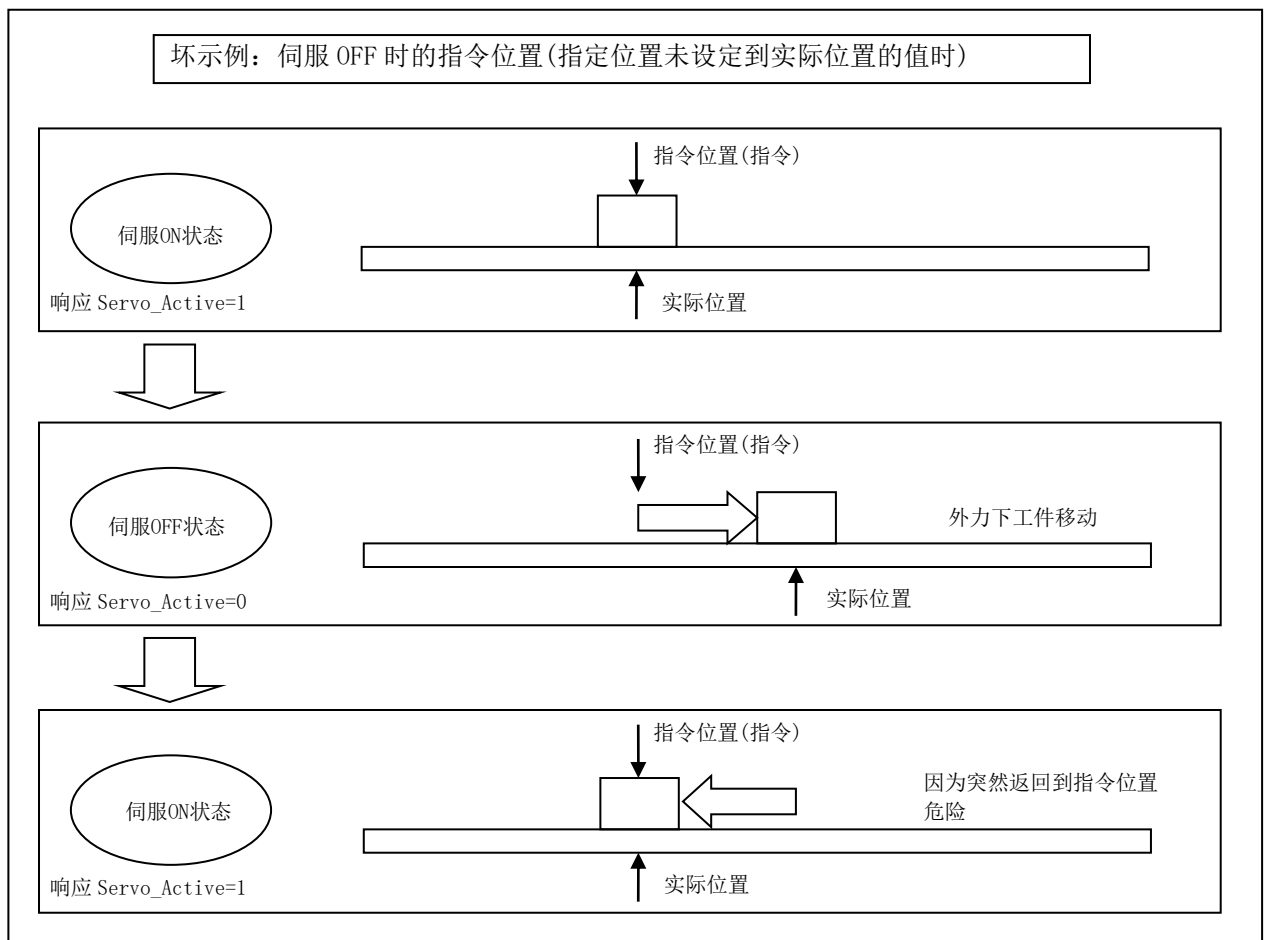 坏示例: 伺服 OFF 时的指令位置(指定位置未设定到实际位置的值时)
指令位置(指令)
伺服ON状态
响应 Servo_Active=1
实际位置
指令位置(指令)
伺服OFF状态
外力下工件移动
响应 Servo_Active=0
实际位置
指令位置(指令)
伺服ON状态
因为突然返回到指令位置
危险
响应 Servo_Active=1
实际位置